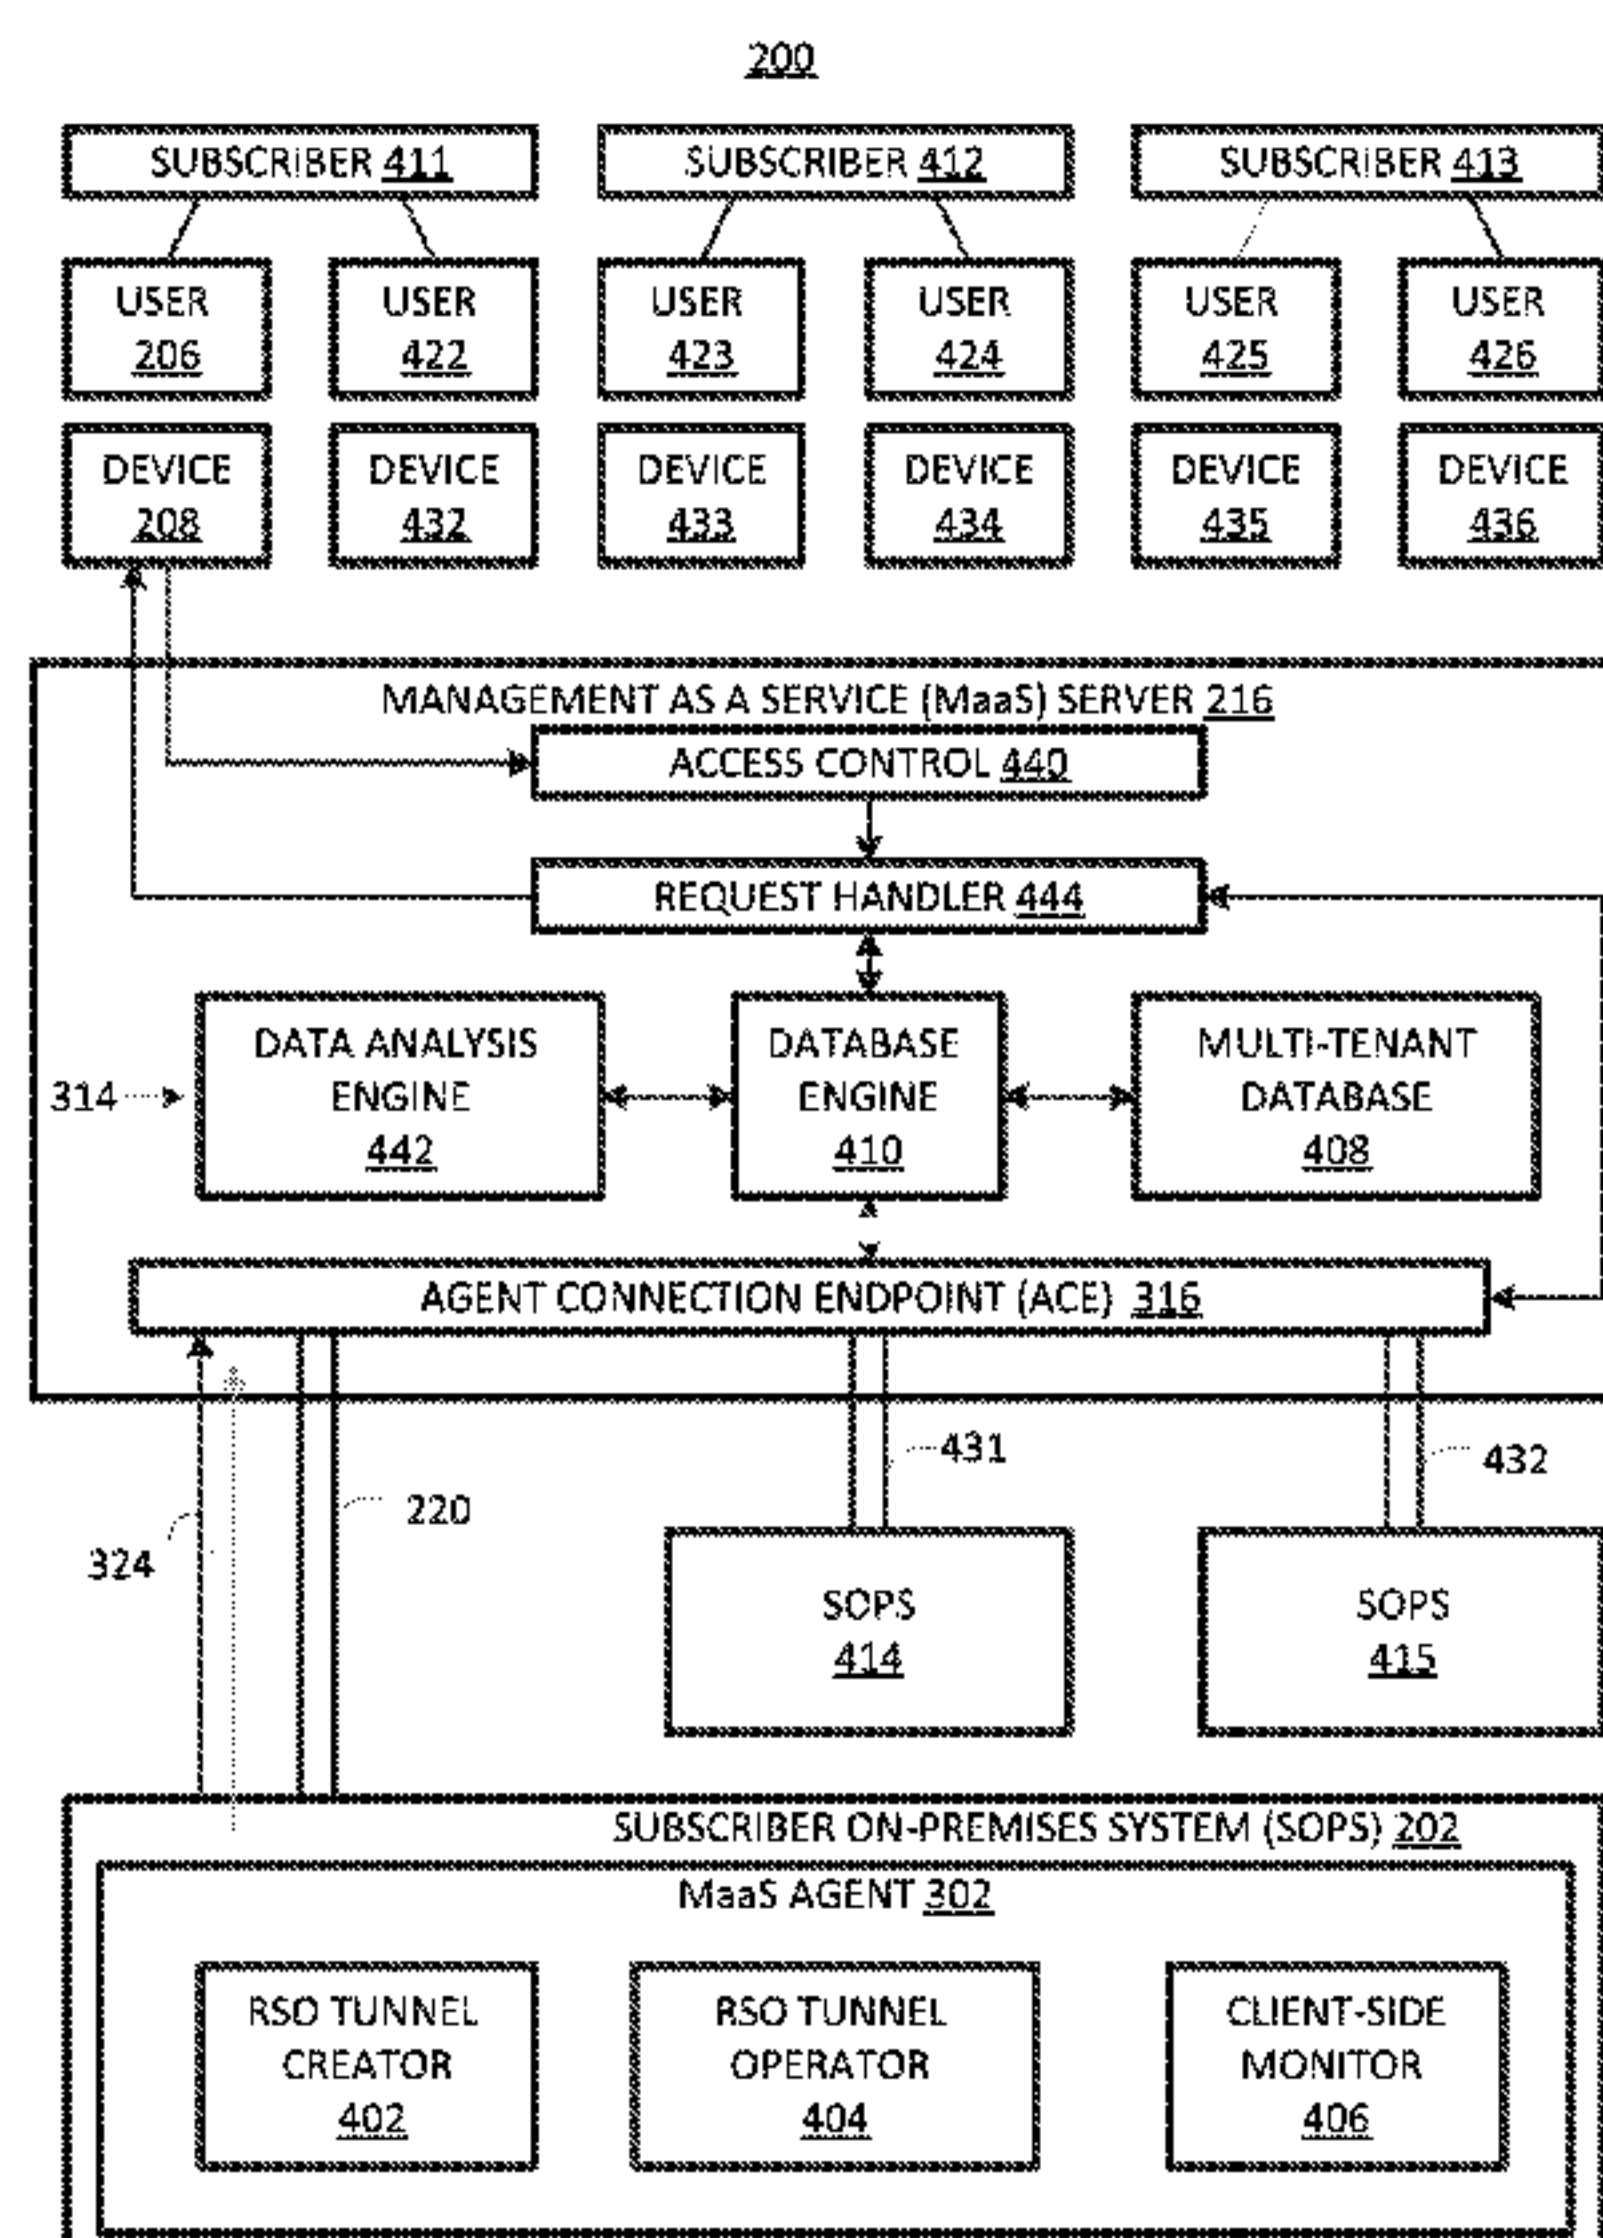 200
SUBSCRIBER 411
SUBSCRIBER 412
SUBSCRIBER 413
USER
206
USER
422
USER
423
USER
424
USER
425
USER
426
DEVICE
208
DEVICE
432
DEVICE
433
DEVICE
434
DEVICE
435
DEVICE
436
MANAGEMENT AS A SERVICE (MaaS) SERVER 216
ACCESS CONTROL 440
REQUEST HANDLER 444
314
DATA ANALYSIS
ENGINE
442
DATABASE
ENGINE
410
MULTI-TENANT
DATABASE
408
AGENT CONNECTION ENDPOINT (ACE) 316
324
220
431
432
SOPS
414
SOPS
415
SUBSCRIBER ON-PREMISES SYSTEM (SOPS) 202
MaaS AGENT 302
RSO TUNNEL
CREATOR
402
RSO TUNNEL
OPERATOR
404
CLIENT-SIDE
MONITOR
406